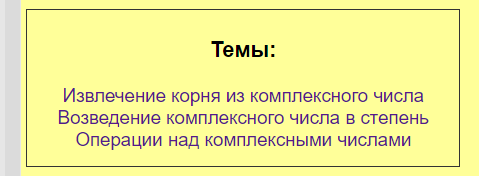 Темы:
Извлечение корня из комплексного числа
Возведение комплексного числа в степень
Операции над комплексными числами